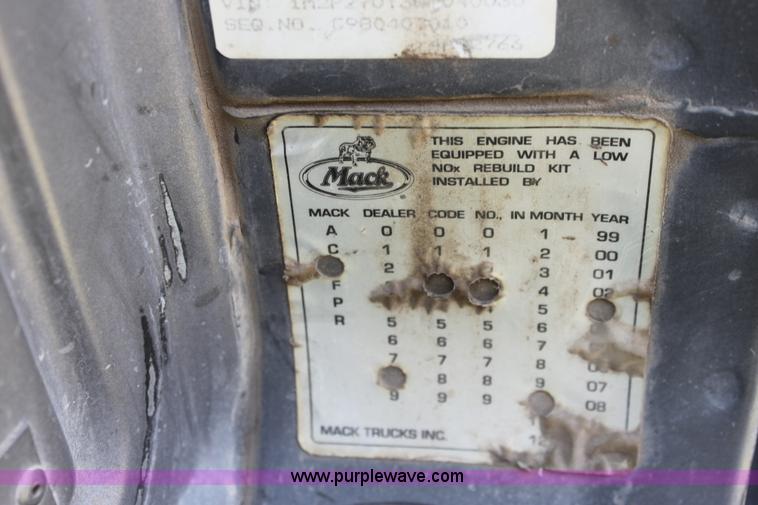 SEQ.NO. G98Q407010
THIS ENGINE HAS BEEN
EQUIPPED WITH A LOW
NOx REBUILD KIT
INSTALLED BY
Mack
MACK DEALER CODE NO., IN MONTH YEAR
A 0 0 0 1 99
C 1 1 1 2 00
2 3 01
F 4 02
P 5
R 5 5 5 6
6 6 6 7
7 7 7 8
8 8 9 07
9 9 9 08
MACK TRUCKS INC. 12
www.purplewave.com